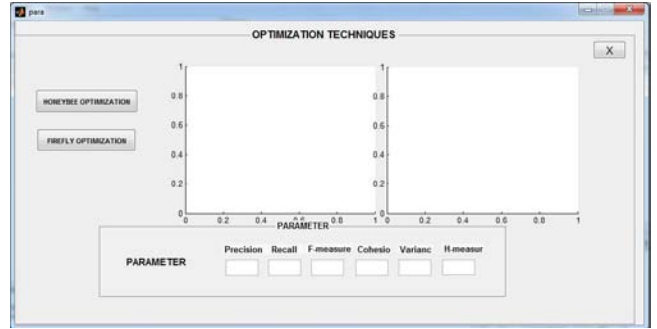 para
OPTIMIZATION TECHNIQUES
X
HONEYBEE OPTIMIZATION
FIREFLY OPTIMIZATION
1
0.8
0.6
0.4
0.2
0
0 0.2 0.4 0.6 0.8 1
1
0.8
0.6
0.4
0.2
0
0 0.2 0.4 0.6 0.8 1
PARAMETER
Precision Recall F-measure Cohesio Varianc H-measur
PARAMETER